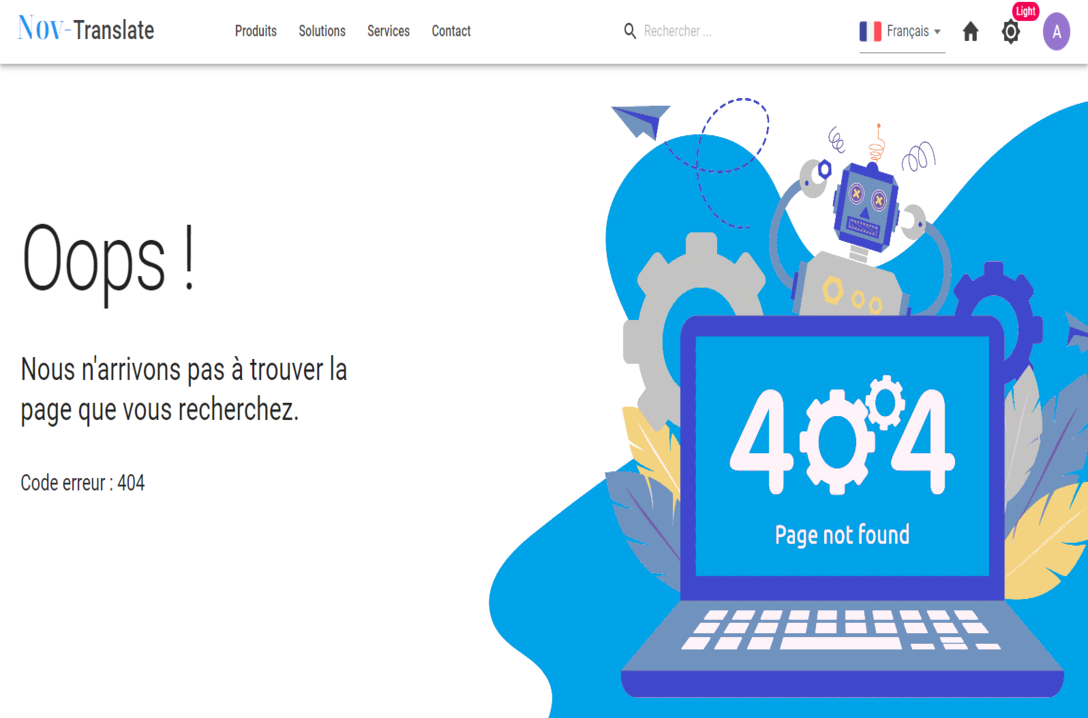 Nov-Translate Produits Solutions Services Contact Rechercher ... Français Light A
Oops !
Nous n'arrivons pas à trouver la
page que vous recherchez.
Code erreur : 404
404
Page not found